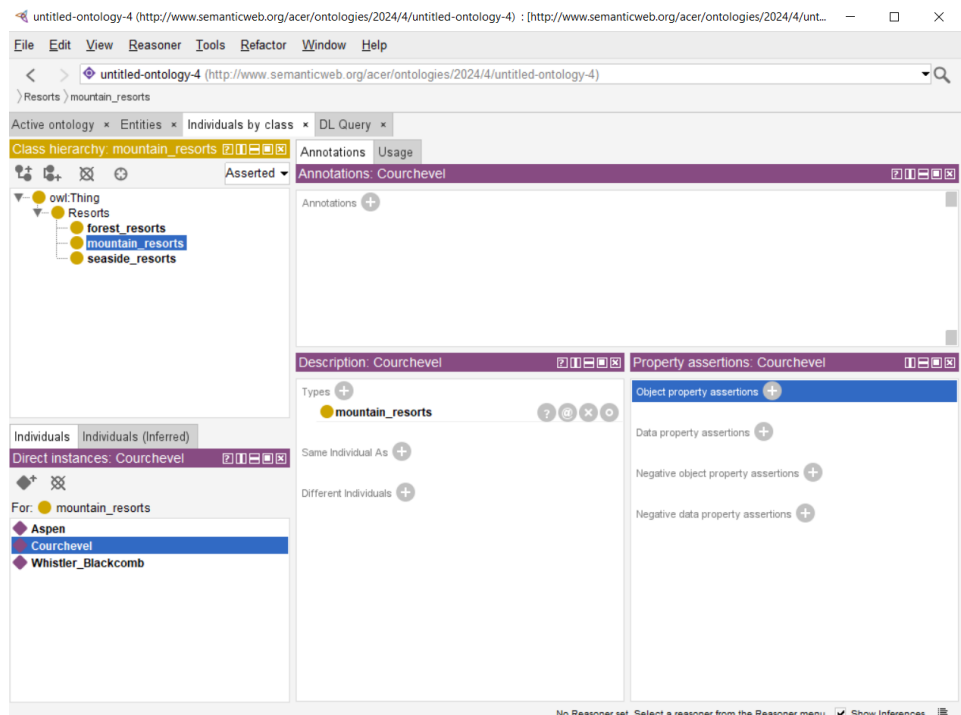 untitled-ontology-4 (http://www.semanticweb.org/acer/ontologies/2024/4/untitled-ontology-4) : [http://www.semanticweb.org/acer/ontologies/2024/4/unt...
File Edit View Reasoner Tools Refactor Window Help
untitled-ontology-4 (http://www.semanticweb.org/acer/ontologies/2024/4/untitled-ontology-4)
Resorts mountain_resorts
Active ontology × Entities × Individuals by class × DL Query ×
Class hierarchy: mountain_resorts
Asserted
owl:Thing
Resorts
forest_resorts
mountain_resorts
seaside_resorts
Annotations Usage
Annotations: Courchevel
Annotations
Individuals Individuals (Inferred)
Direct instances: Courchevel
For: mountain_resorts
Aspen
Courchevel
Whistler_Blackcomb
Description: Courchevel
Types
mountain_resorts
Same Individual As
Different Individuals
Property assertions: Courchevel
Object property assertions
Data property assertions
Negative object property assertions
Negative data property assertions
No Reasoner set. Select a reasoner from the Reasoner menu Show Inferences